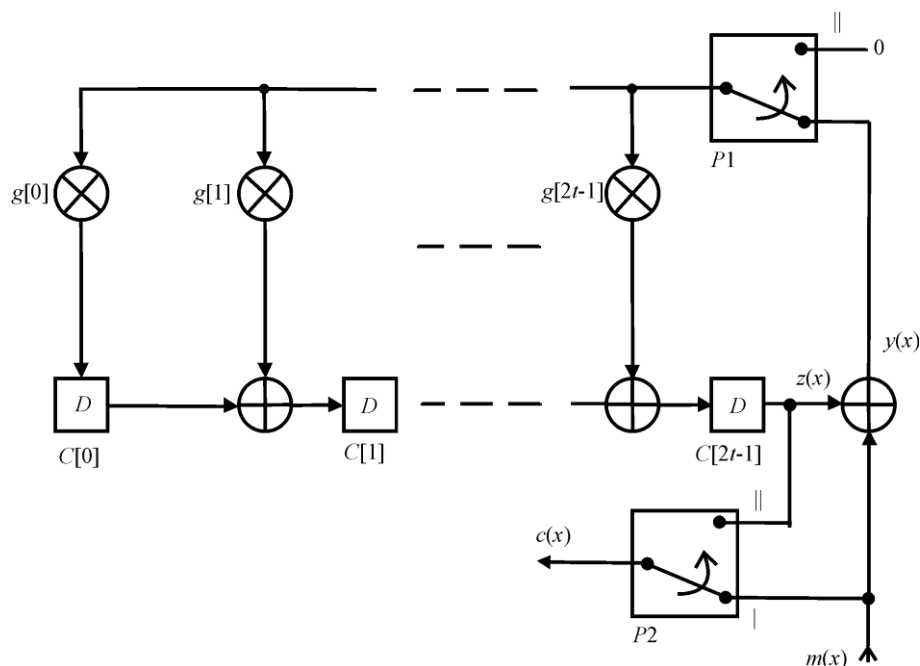 ||
0
P1
g[0]
g[1]
g[2t-1]
y(x)
z(x)
D
D
D
C[0]
C[1]
C[2t-1]
||
c(x)
P2
|
m(x)